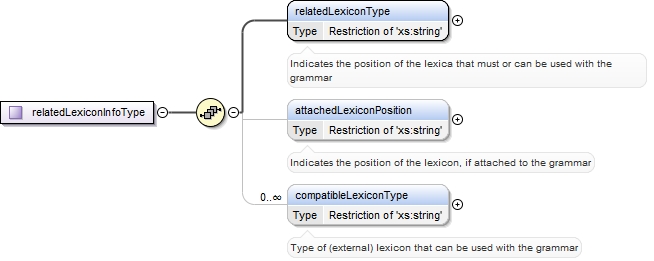 relatedLexiconType
Type Restriction of 'xs:string'
Indicates the position of the lexica that must or can be used with the
grammar
relatedLexiconInfoType
attachedLexiconPosition
Type Restriction of 'xs:string'
Indicates the position of the lexicon, if attached to the grammar
0..∞
compatibleLexiconType
Type Restriction of 'xs:string'
Type of (external) lexicon that can be used with the grammar